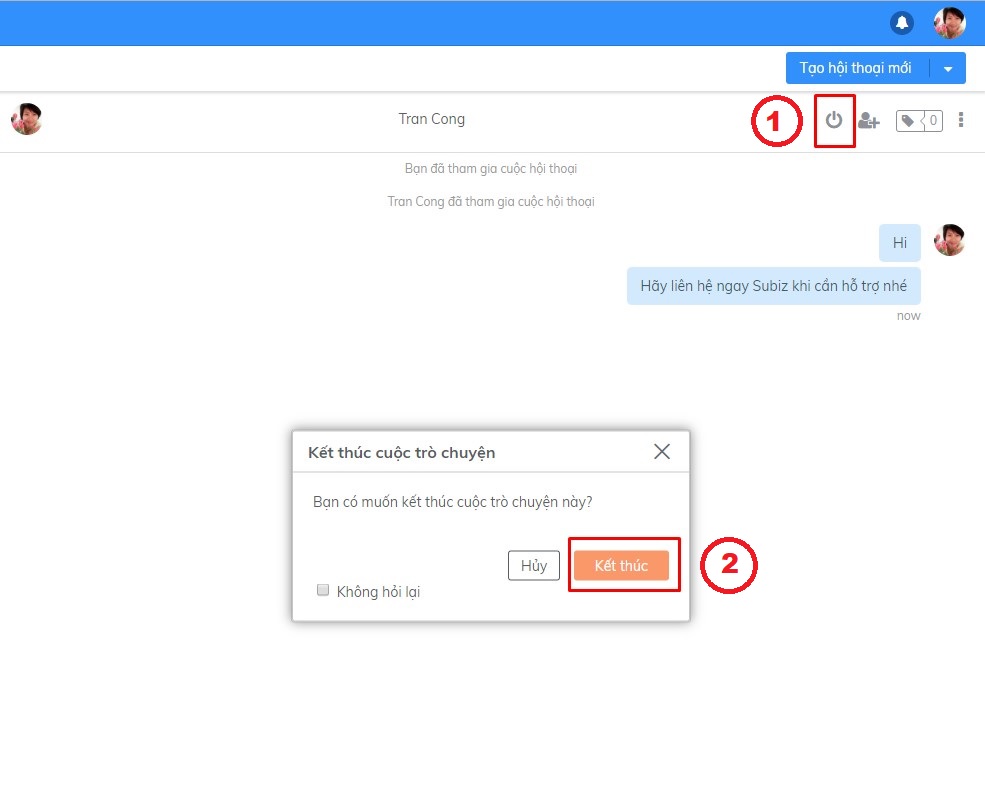 Tạo hội thoại mới
Tran Cong
1
0
Bạn đã tham gia cuộc hội thoại
Tran Cong đã tham gia cuộc hội thoại
Hi
Hãy liên hệ ngay Subiz khi cần hỗ trợ nhé
now
Kết thúc cuộc trò chuyện
Bạn có muốn kết thúc cuộc trò chuyện này?
Hủy
Kết thúc
2
Không hỏi lại